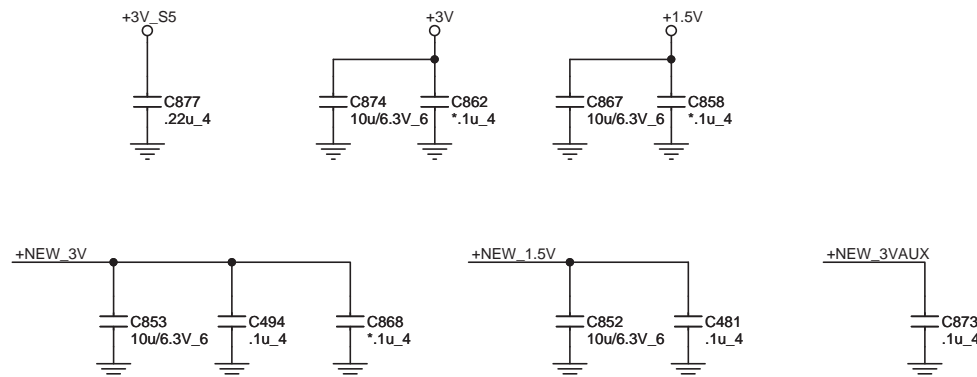 +3V_S5
+3V
+1.5V
C877
.22u_4
C874
10u/6.3V_6
C862
*.1u_4
C867
10u/6.3V_6
C858
*.1u_4
+NEW_3V
+NEW_1.5V
+NEW_3VAUX
C853
10u/6.3V_6
C494
.1u_4
C868
*.1u_4
C852
10u/6.3V_6
C481
.1u_4
C873
.1u_4